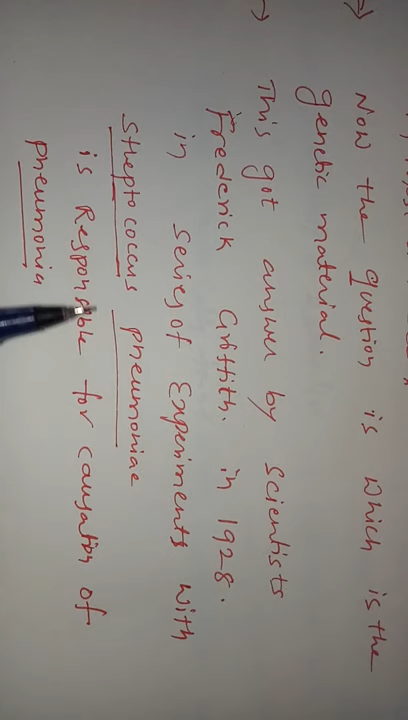 → Now the question is which is the
genetic material.
→ This got answer by scientists
Frederick Griffith. in 1928.
in series of Experiments with
Streptococcus pneumoniae
is Responsible for causation of
pneumonia